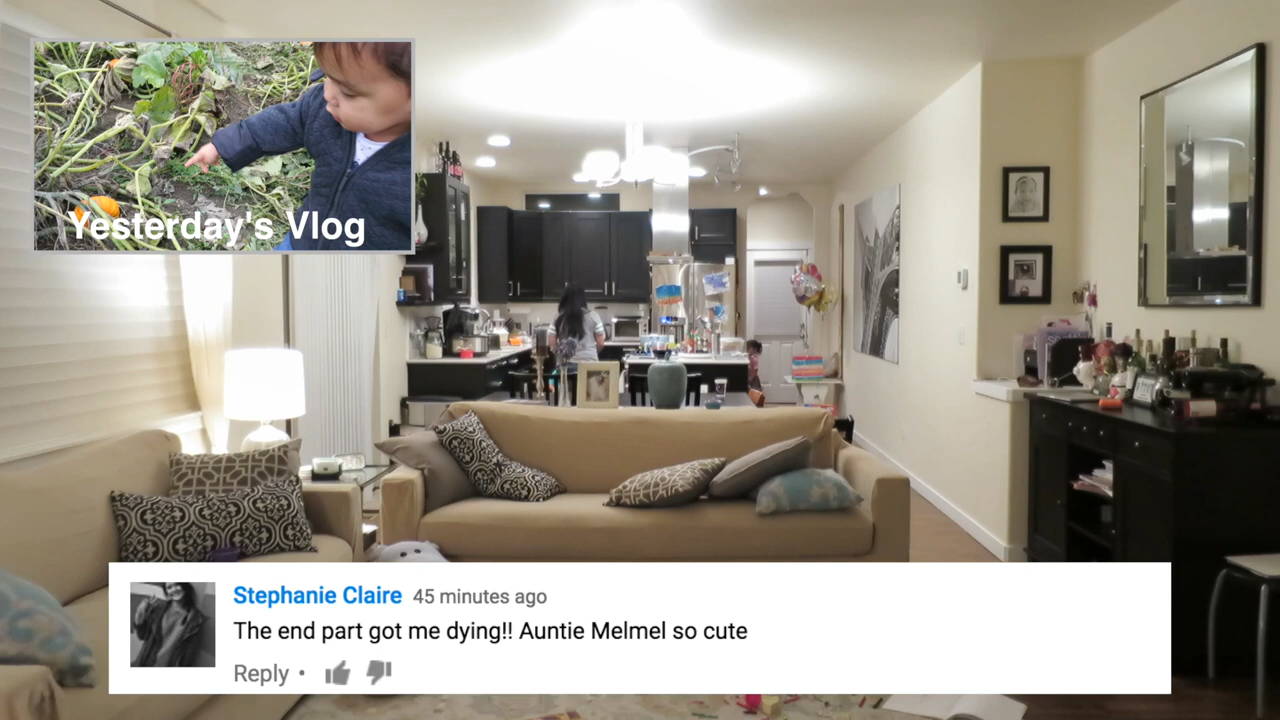 Yesterday's Vlog
Stephanie Claire 45 minutes ago
The end part got me dying!! Auntie Melmel so cute
Reply •